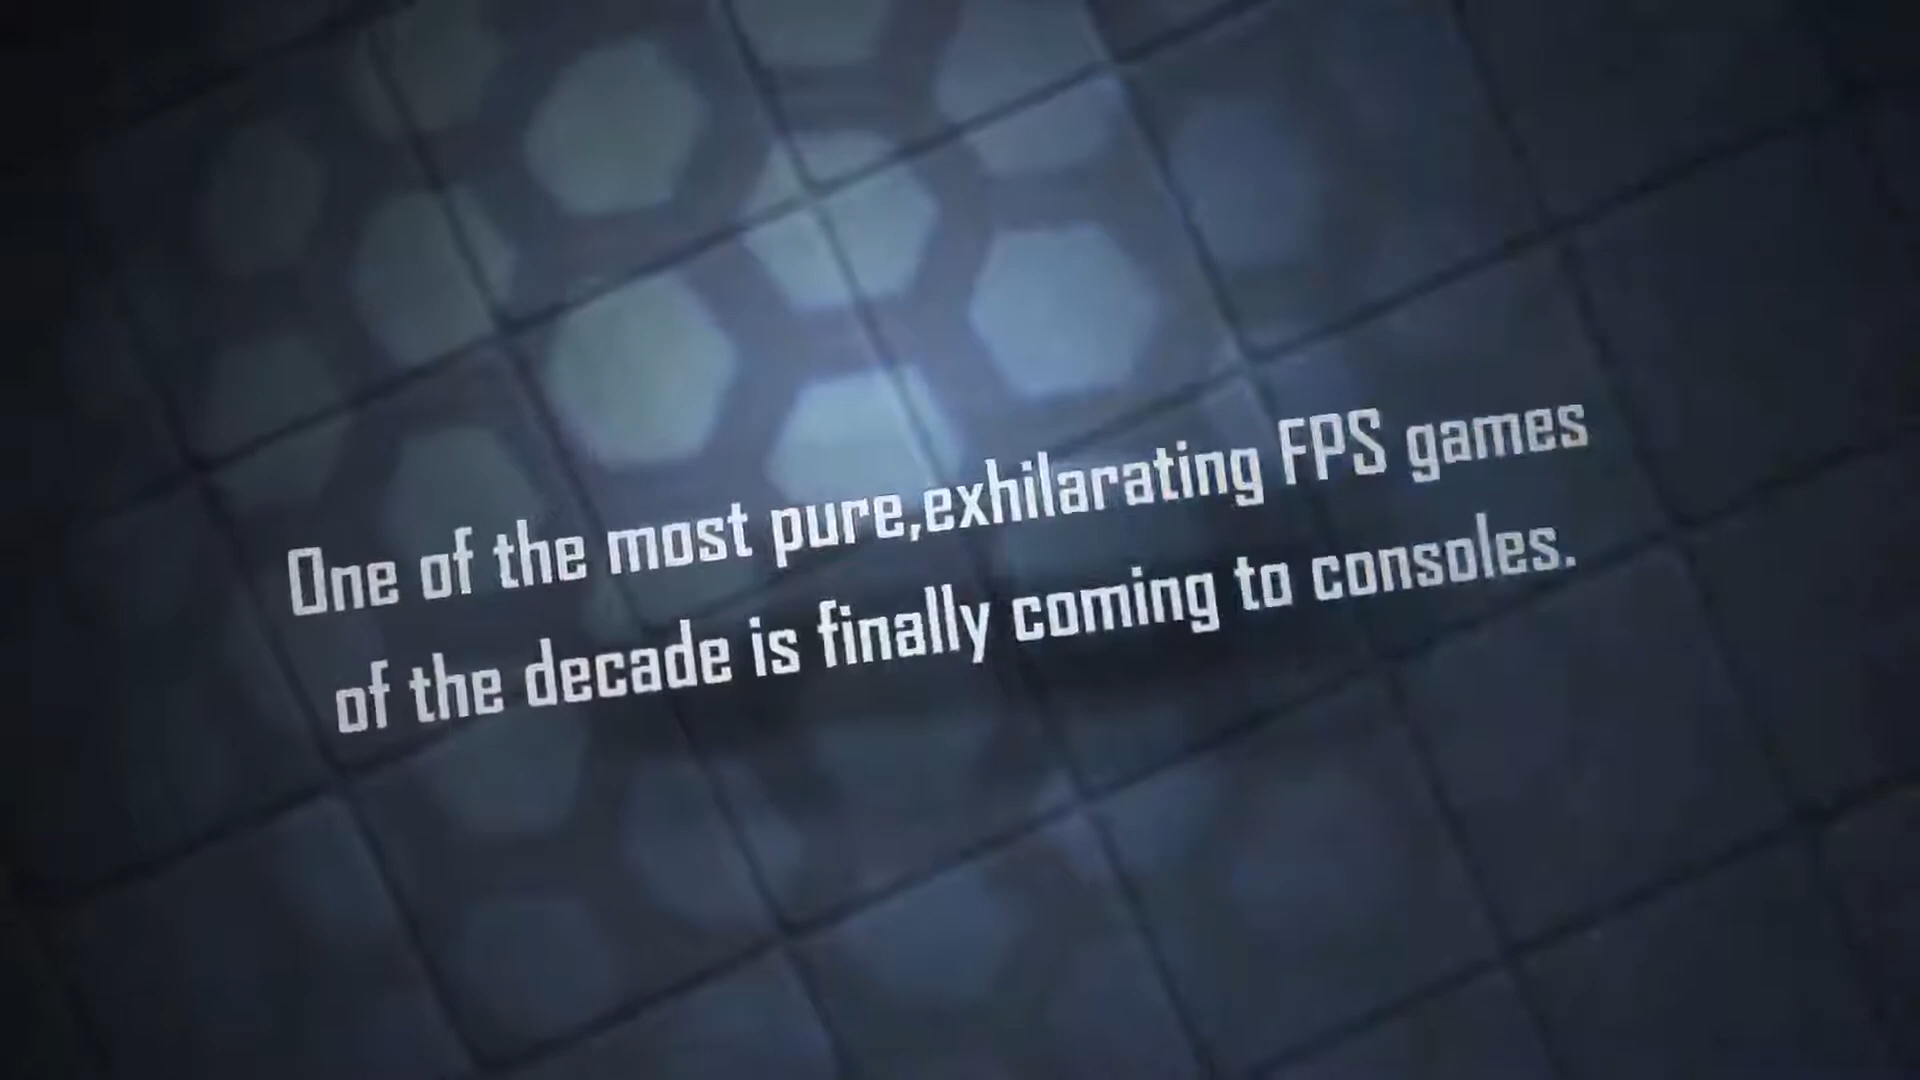 One of the most pure,exhilarating FPS games
of the decade is finally coming to consoles.